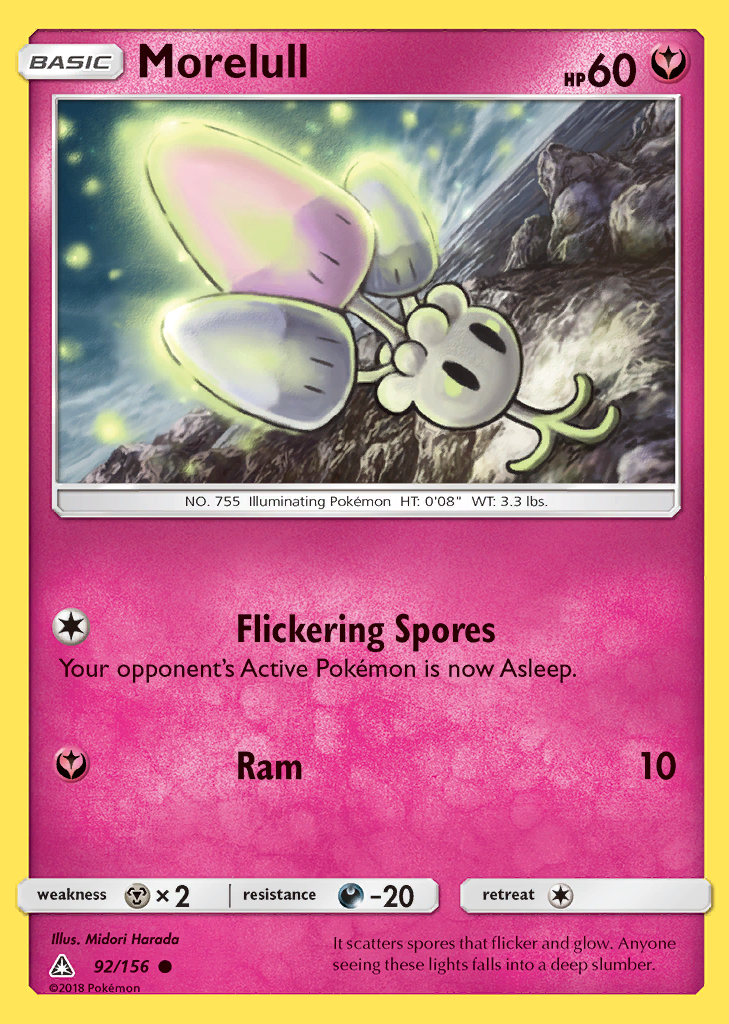 BASIC Morelull HP60
NO. 755 Illuminating Pokémon HT: 0'08" WT: 3.3 lbs.
Flickering Spores
Your opponent's Active Pokémon is now Asleep.
Ram 10
weakness ×2 resistance -20 retreat
Illus. Midori Harada
92/156
©2018 Pokémon
It scatters spores that flicker and glow. Anyone
seeing these lights falls into a deep slumber.